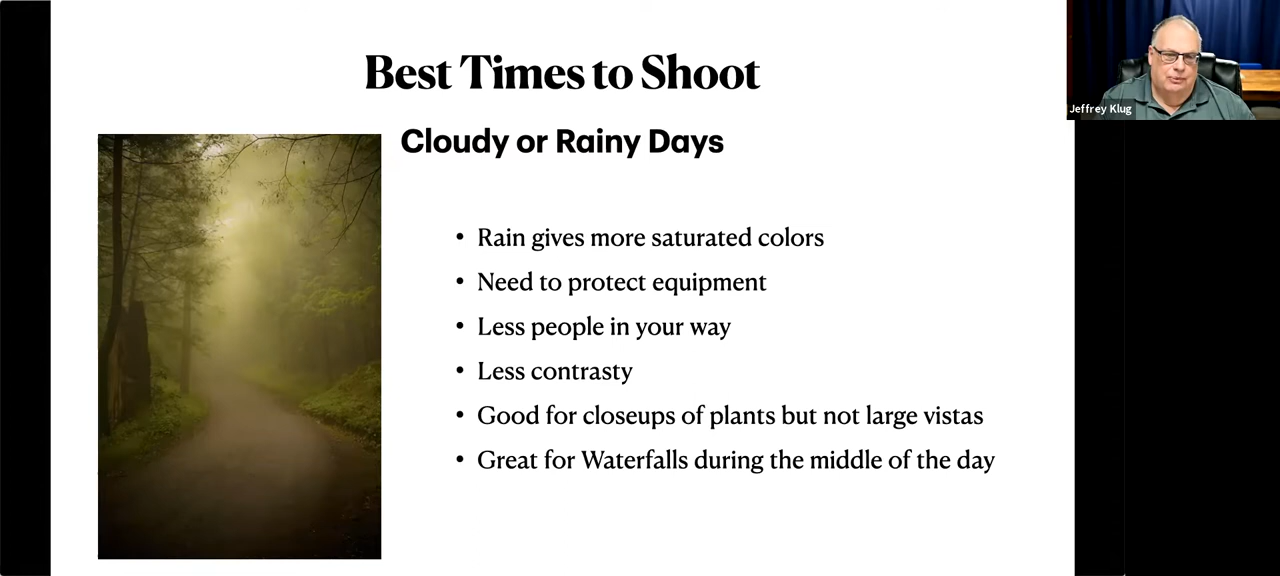 Best Times to Shoot
Jeffrey Klug
Cloudy or Rainy Days
• Rain gives more saturated colors
• Need to protect equipment
• Less people in your way
• Less contrasty
• Good for closeups of plants but not large vistas
• Great for Waterfalls during the middle of the day